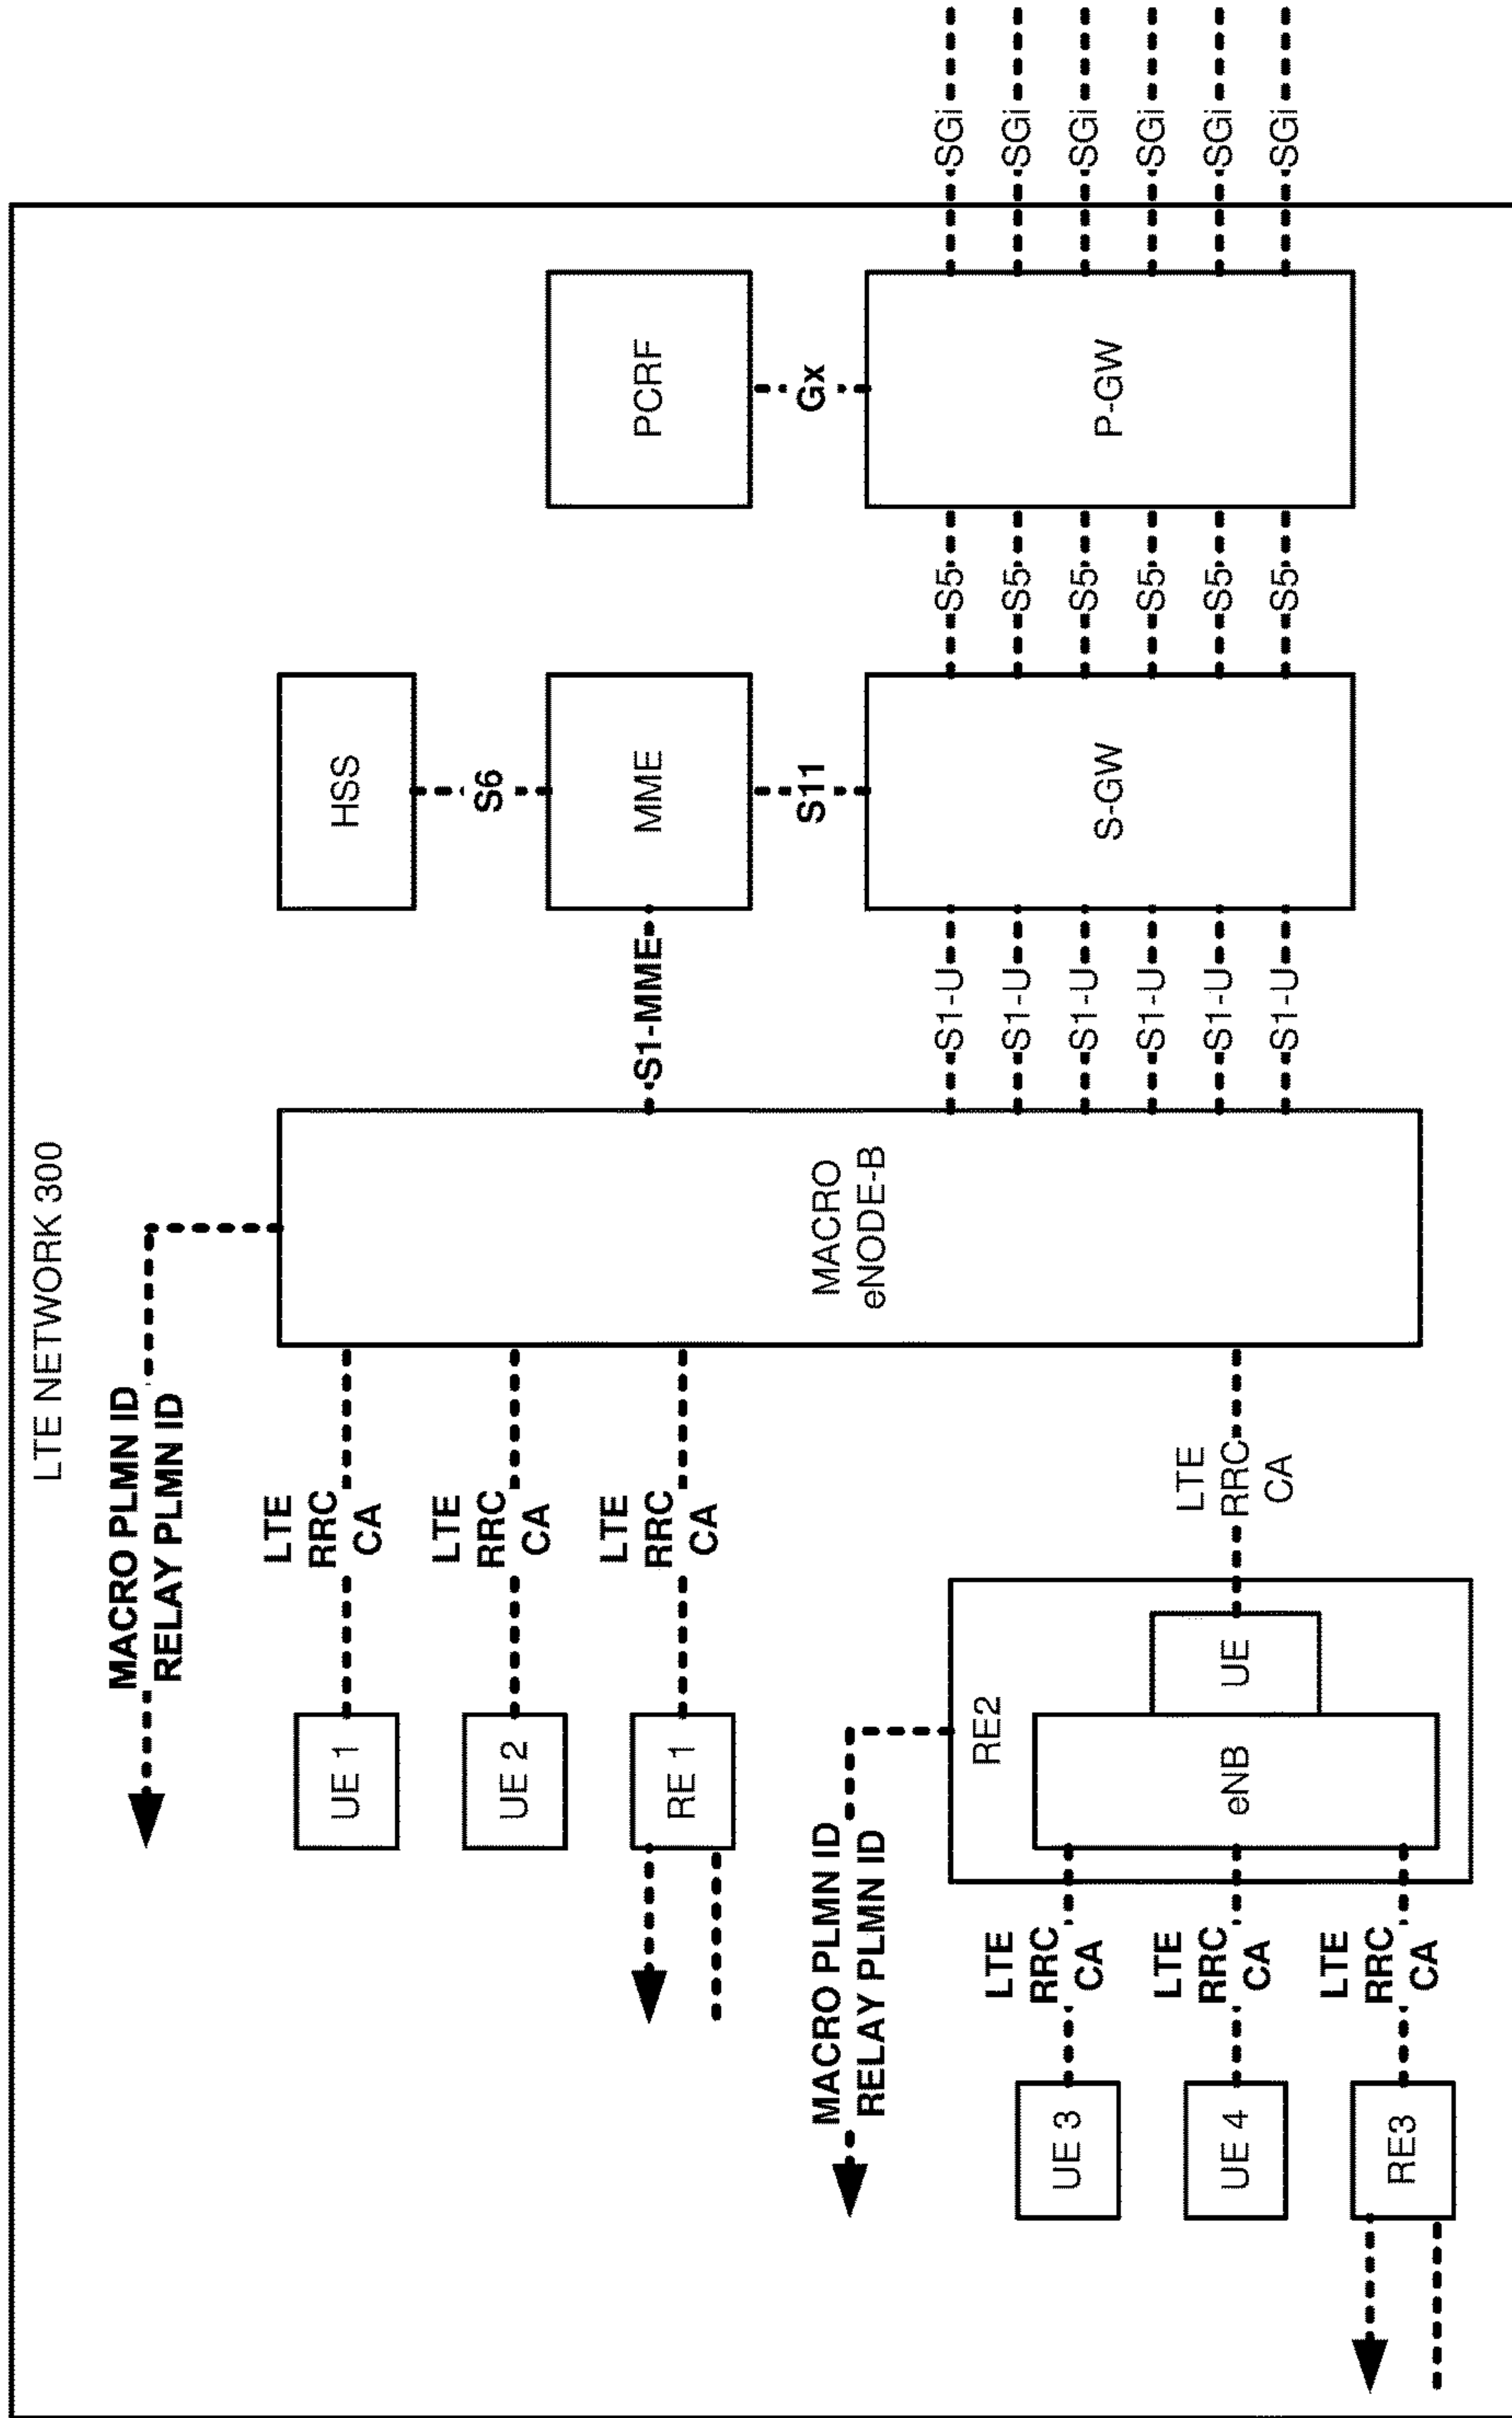 LTE NETWORK 300
MACRO PLMN ID
RELAY PLMN ID
UE 1
LTE
RRC
CA
UE 2
LTE
RRC
CA
RE 1
LTE
RRC
CA
MACRO
eNODE-B
HSS
S6
MME
S1-MME
S11
PCRF
Gx
S-GW
P-GW
S1-U
S1-U
S1-U
S1-U
S1-U
S1-U
S5
S5
S5
S5
S5
S5
SGi
SGi
SGi
SGi
SGi
SGi
MACRO PLMN ID
RELAY PLMN ID
RE2
eNB
UE
LTE
RRC
CA
UE 3
LTE
RRC
CA
UE 4
LTE
RRC
CA
RE3
LTE
RRC
CA